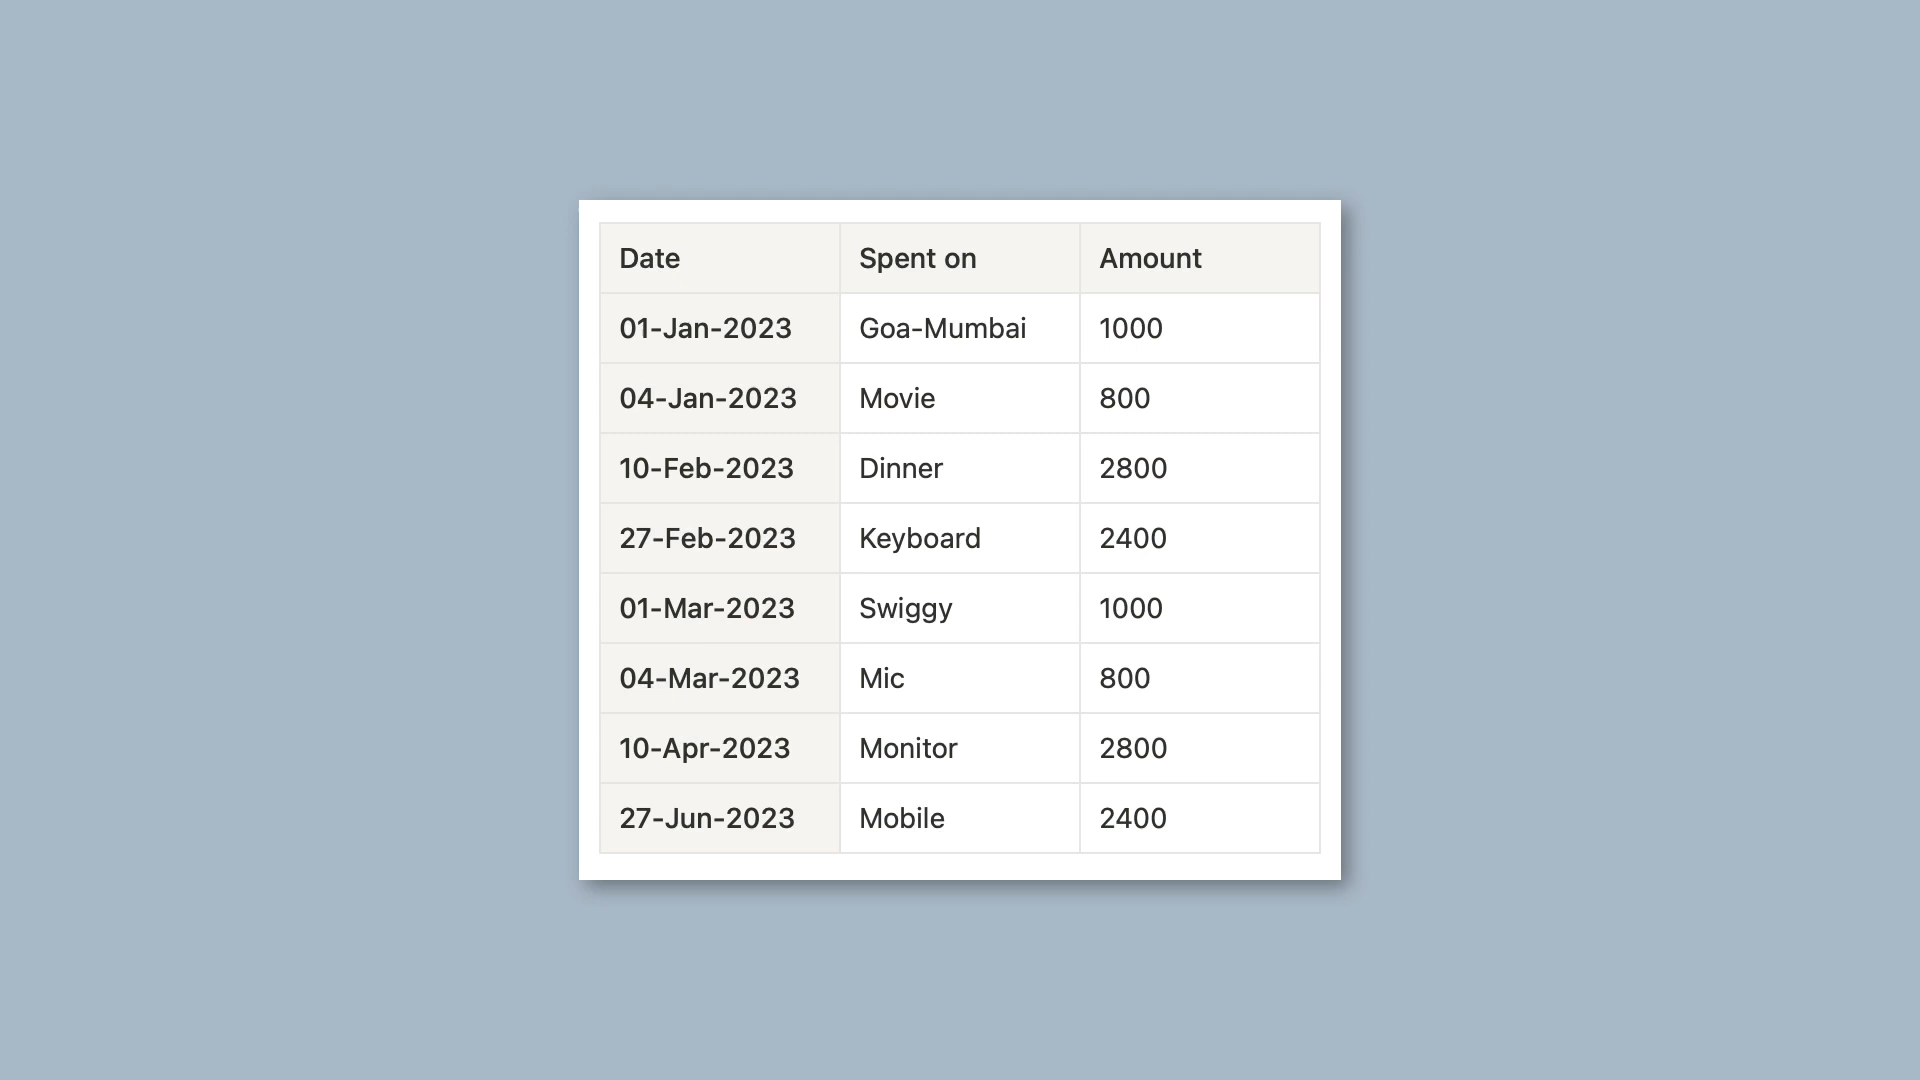 Date Spent on Amount
01-Jan-2023 Goa-Mumbai 1000
04-Jan-2023 Movie 800
10-Feb-2023 Dinner 2800
27-Feb-2023 Keyboard 2400
01-Mar-2023 Swiggy 1000
04-Mar-2023 Mic 800
10-Apr-2023 Monitor 2800
27-Jun-2023 Mobile 2400